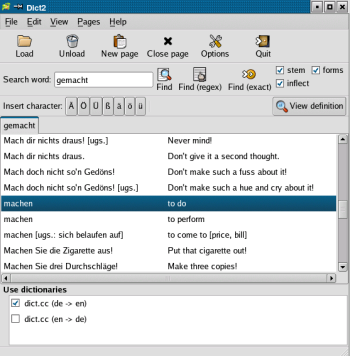 Dict2
File Edit View Pages Help
Load Unload New page Close page Options Quit
Search word: gemacht Find Find (regex) Find (exact) stem forms inflect
Insert character: Ä Ö Ü ß ä ö ü View definition
gemacht
Mach dir nichts draus! [ugs.] Never mind!
Mach dir nichts draus. Don't give it a second thought.
Mach doch nicht so'n Gedöns! Don't make such a fuss about it!
Mach doch nicht so'n Gedöns! [ugs.] Don't make such a hue and cry about it!
machen to do
machen to perform
machen [ugs.: sich belaufen auf] to come to [price, bill]
Machen Sie die Zigarette aus! Put that cigarette out!
Machen Sie drei Durchschläge! Make three copies!
Use dictionaries
dict.cc (de -> en)
dict.cc (en -> de)